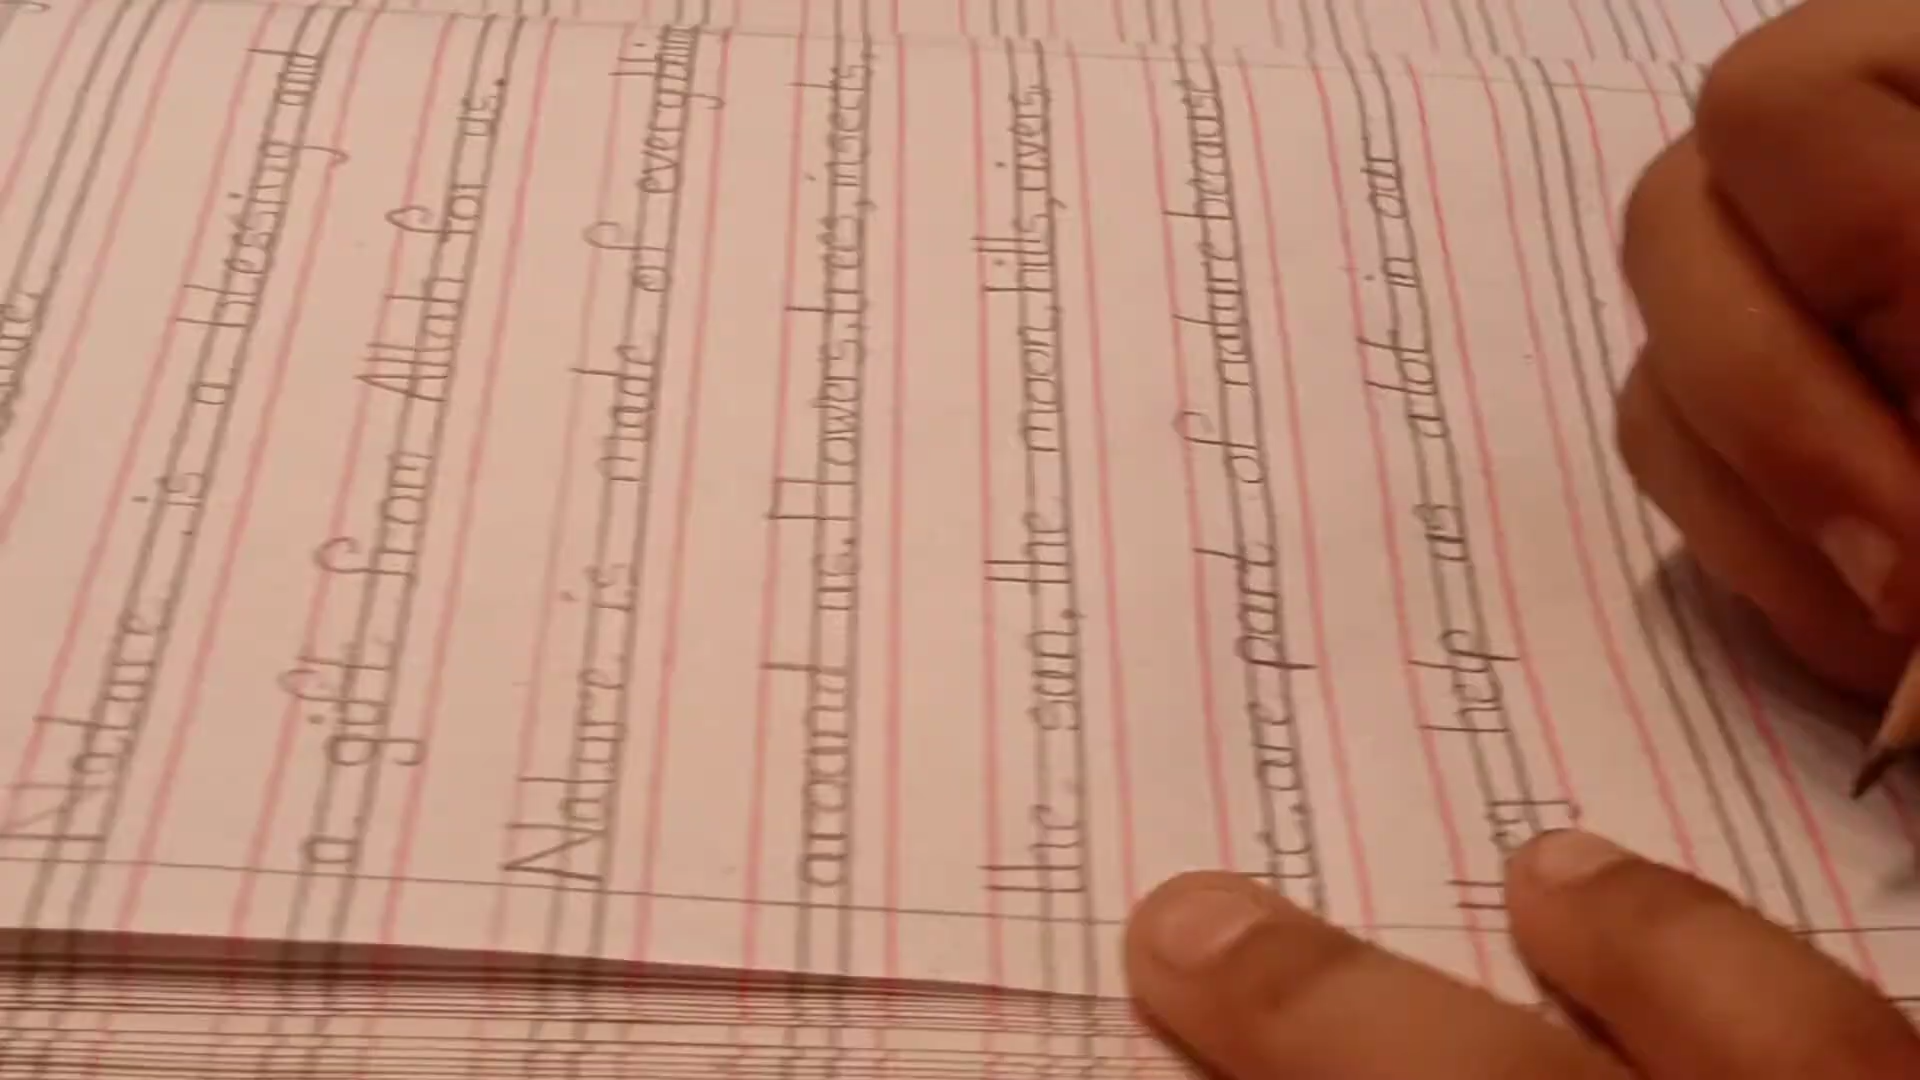 Nature is a blessing and
a gift from Allah for us.
Nature is made of everything
around us. Flowers, trees, insects,
the sun, the moon, hills, rivers
etc. are part of nature because
they help us alot in our